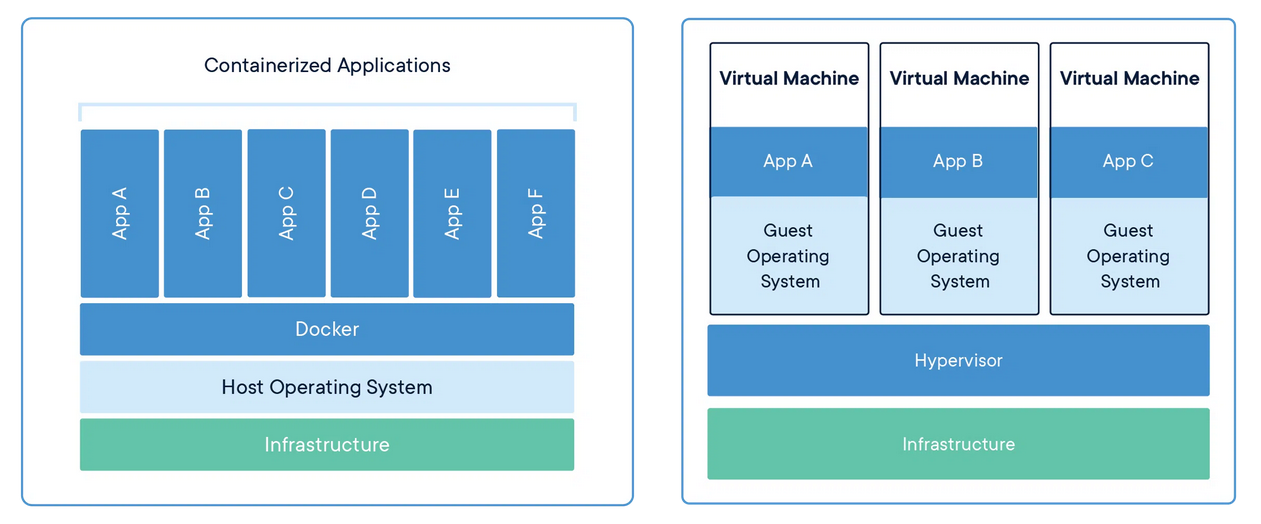 Containerized Applications
App A
App B
App C
App D
App E
App F
Docker
Host Operating System
Infrastructure
Virtual Machine
App A
Guest
Operating
System
Virtual Machine
App B
Guest
Operating
System
Virtual Machine
App C
Guest
Operating
System
Hypervisor
Infrastructure